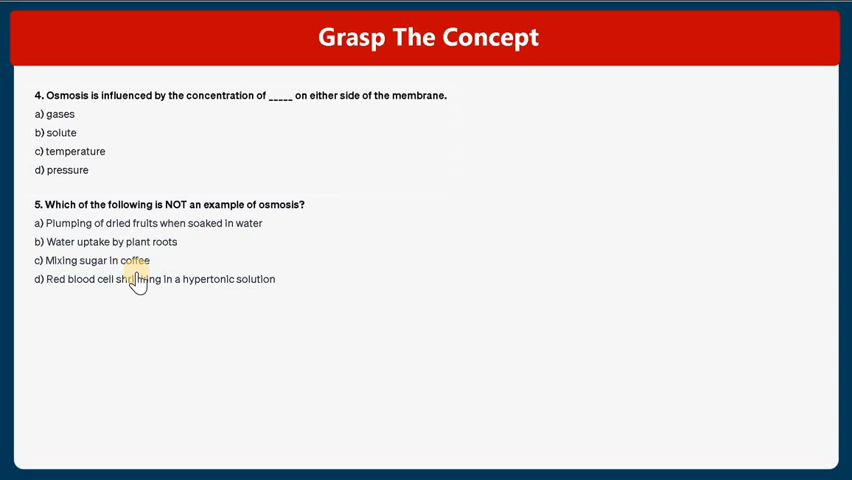 Grasp The Concept
4. Osmosis is influenced by the concentration of _____ on either side of the membrane.
a) gases
b) solute
c) temperature
d) pressure
5. Which of the following is NOT an example of osmosis?
a) Plumping of dried fruits when soaked in water
b) Water uptake by plant roots
c) Mixing sugar in coffee
d) Red blood cell shrinking in a hypertonic solution